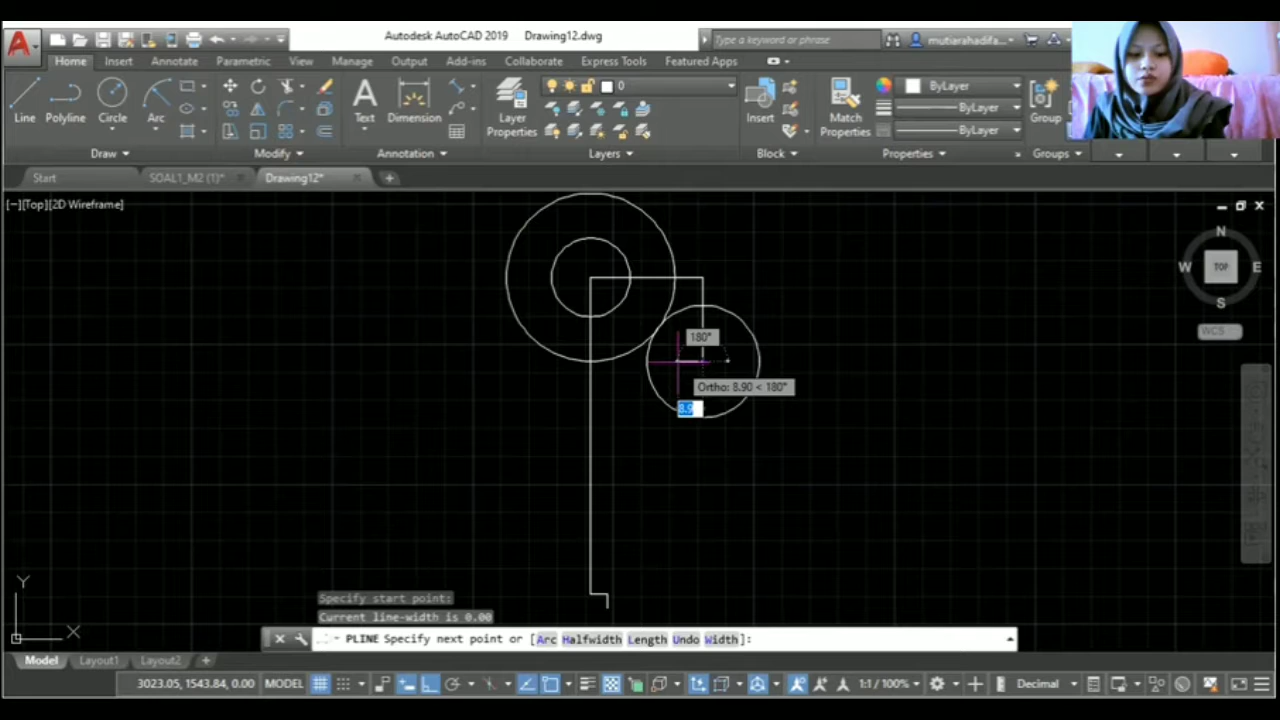 Autodesk AutoCAD 2019 Drawing12.dwg
Type a keyword or phrase
mutiarahadifa...
Home Insert Annotate Parametric View Manage Output Add-ins Collaborate Express Tools Featured Apps
Line Polyline Circle Arc Text Dimension Layer Properties 0 Insert Match Properties ByLayer Group
ByLayer
ByLayer
Draw Modify Annotation Layers Block Properties Groups
Start SOAL1_M2 (1)* Drawing12*
[−][Top][2D Wireframe]
N
W TOP E
S
WCS
180°
Ortho: 8.90 < 180°
8.9
Y
X
Specify start point:
Current line-width is 0.00
PLINE Specify next point or [Arc Halfwidth Length Undo Width]:
Model Layout1 Layout2 +
3023.05, 1543.84, 0.00 MODEL 1:1 / 100% Decimal